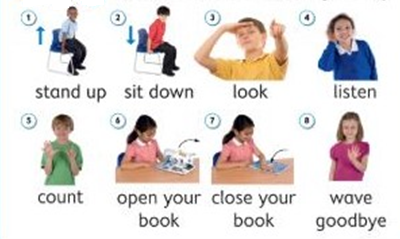 1 2 3 4
stand up sit down look listen
5 6 7 8
count open your close your wave
book book goodbye